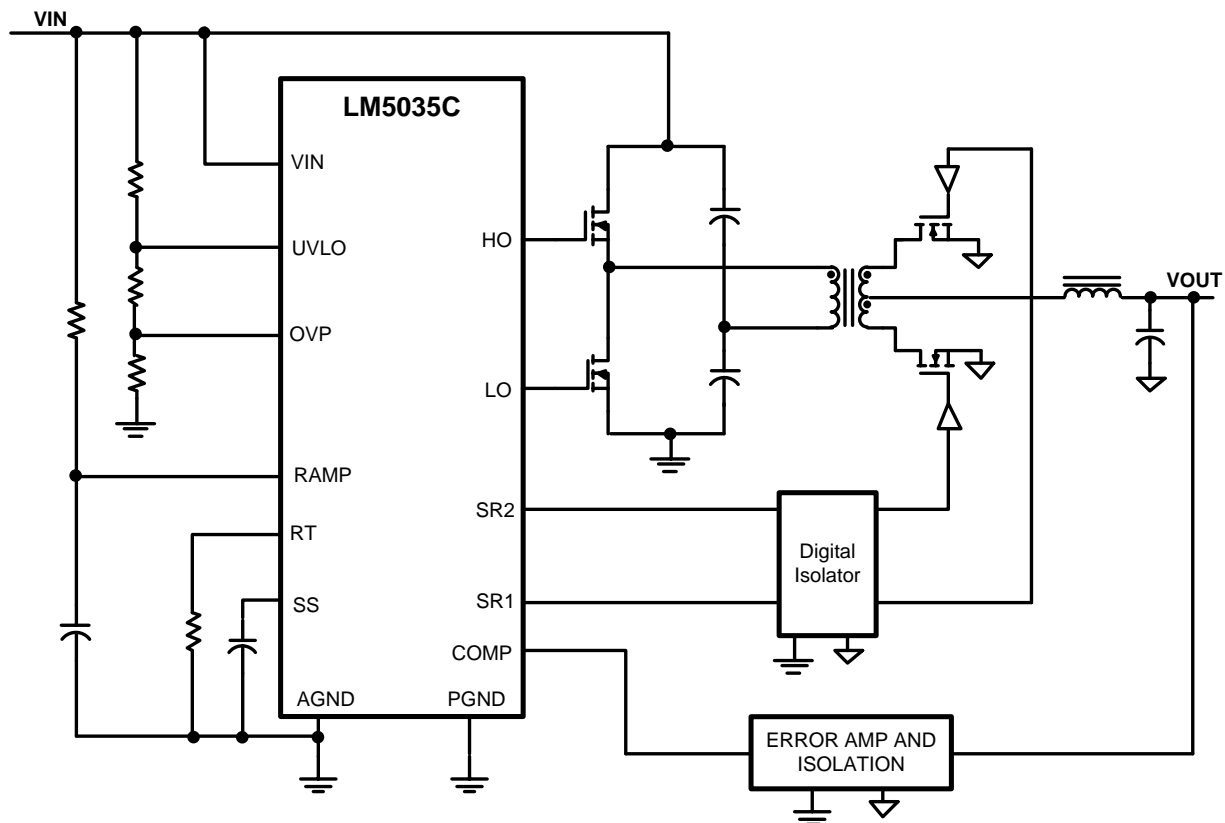 VIN
LM5035C
VIN
UVLO
OVP
RAMP
RT
SS
AGND
PGND
HO
LO
SR2
SR1
COMP
VOUT
Digital
Isolator
ERROR AMP AND
ISOLATION